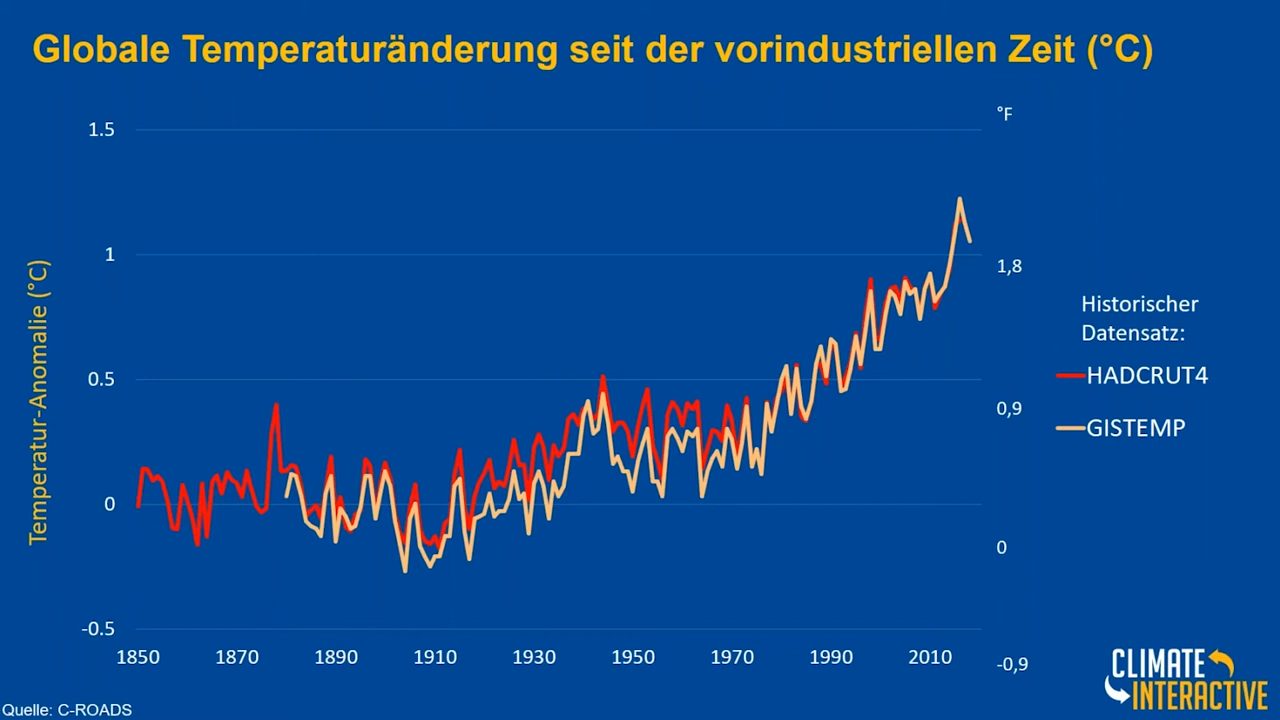 Globale Temperaturänderung seit der vorindustriellen Zeit (°C)
°F
1.5
1
0.5
0
-0.5
1,8
0,9
0
-0,9
Temperatur-Anomalie (°C)
1850 1870 1890 1910 1930 1950 1970 1990 2010
Historischer
Datensatz:
HADCRUT4
GISTEMP
CLIMATE
INTERACTIVE
Quelle: C-ROADS